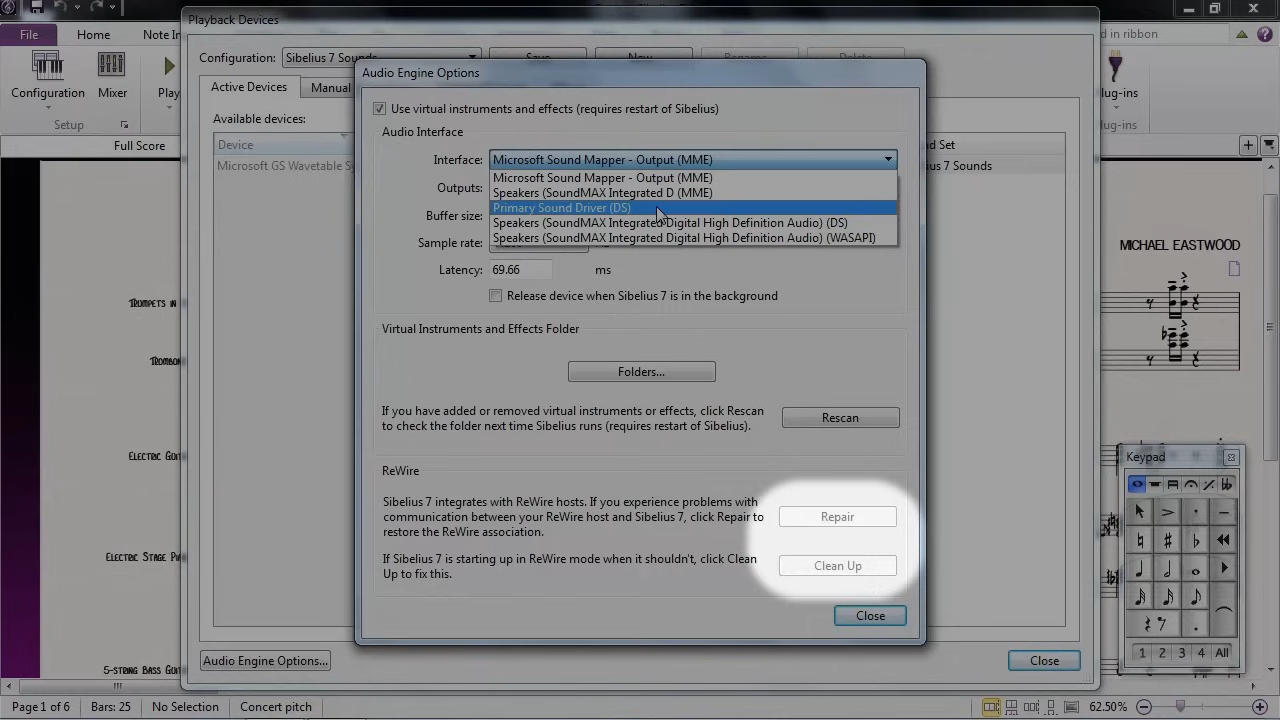 Playback Devices
File
Home
Note In
d in ribbon
Configuration:
Sibelius 7 Sounds
Save
New
Rename
Delete
Audio Engine Options
Active Devices
Manual
Configuration
Mixer
Play
lug-ins
Use virtual instruments and effects (requires restart of Sibelius)
Available devices:
Audio Interface
Setup
lug-ins
Full Score
Device
nd Set
Interface:
Microsoft Sound Mapper - Output (MME)
Microsoft GS Wavetable Sy
elius 7 Sounds
Microsoft Sound Mapper - Output (MME)
Outputs:
Speakers (SoundMAX Integrated D (MME)
Primary Sound Driver (DS)
Buffer size:
Speakers (SoundMAX Integrated Digital High Definition Audio) (DS)
Sample rate:
Speakers (SoundMAX Integrated Digital High Definition Audio) (WASAPI)
MICHAEL EASTWOOD
Latency:
69.66
ms
Release device when Sibelius 7 is in the background
TRUMPETS IN
Virtual Instruments and Effects Folder
TROMBON
Folders...
If you have added or removed virtual instruments or effects, click Rescan
to check the folder next time Sibelius runs (requires restart of Sibelius).
Rescan
ELECTRIC GUIT
Keypad
ReWire
Sibelius 7 integrates with ReWire hosts. If you experience problems with
communication between your ReWire host and Sibelius 7, click Repair to
restore the ReWire association.
Repair
ELECTRIC STAGE PIA
If Sibelius 7 is starting up in ReWire mode when it shouldn't, click Clean
Up to fix this.
Clean Up
Close
1 2 3 4 All
5-STRING BASS GUIT
Audio Engine Options...
Close
Page 1 of 6
Bars: 25
No Selection
Concert pitch
62.50%